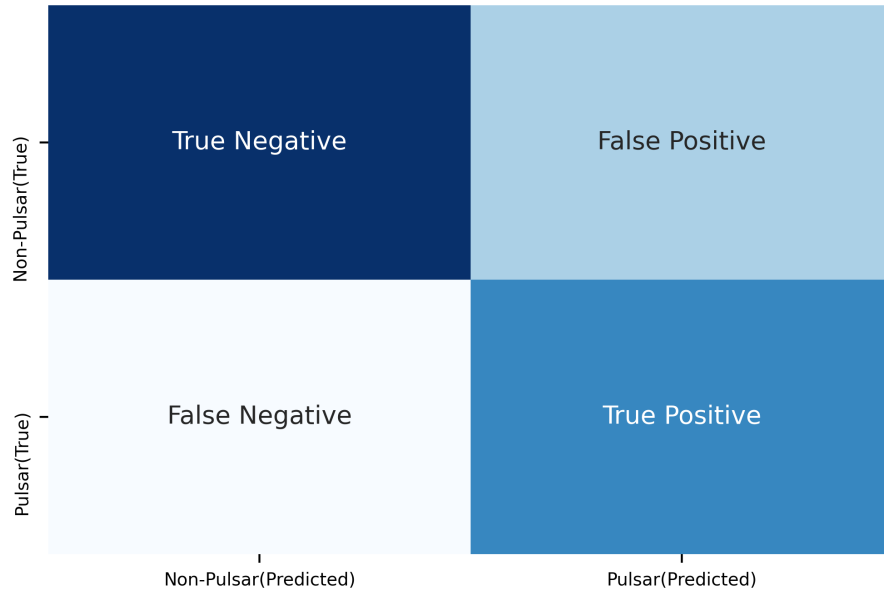 Non-Pulsar(True)
True Negative
False Positive
Pulsar(True)
False Negative
True Positive
Non-Pulsar(Predicted)
Pulsar(Predicted)